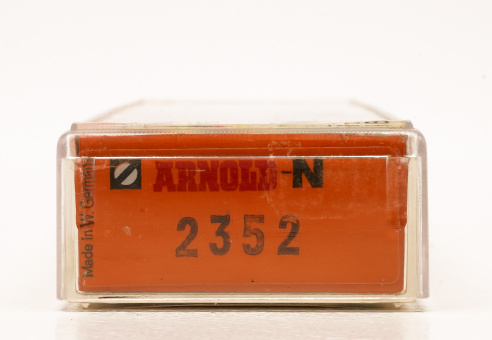 ARNOLD-N
2352
Made in W. Germany